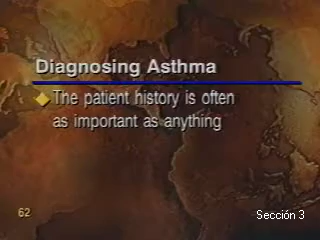 Diagnosing Asthma
The patient history is often
as important as anything
62
Sección 3